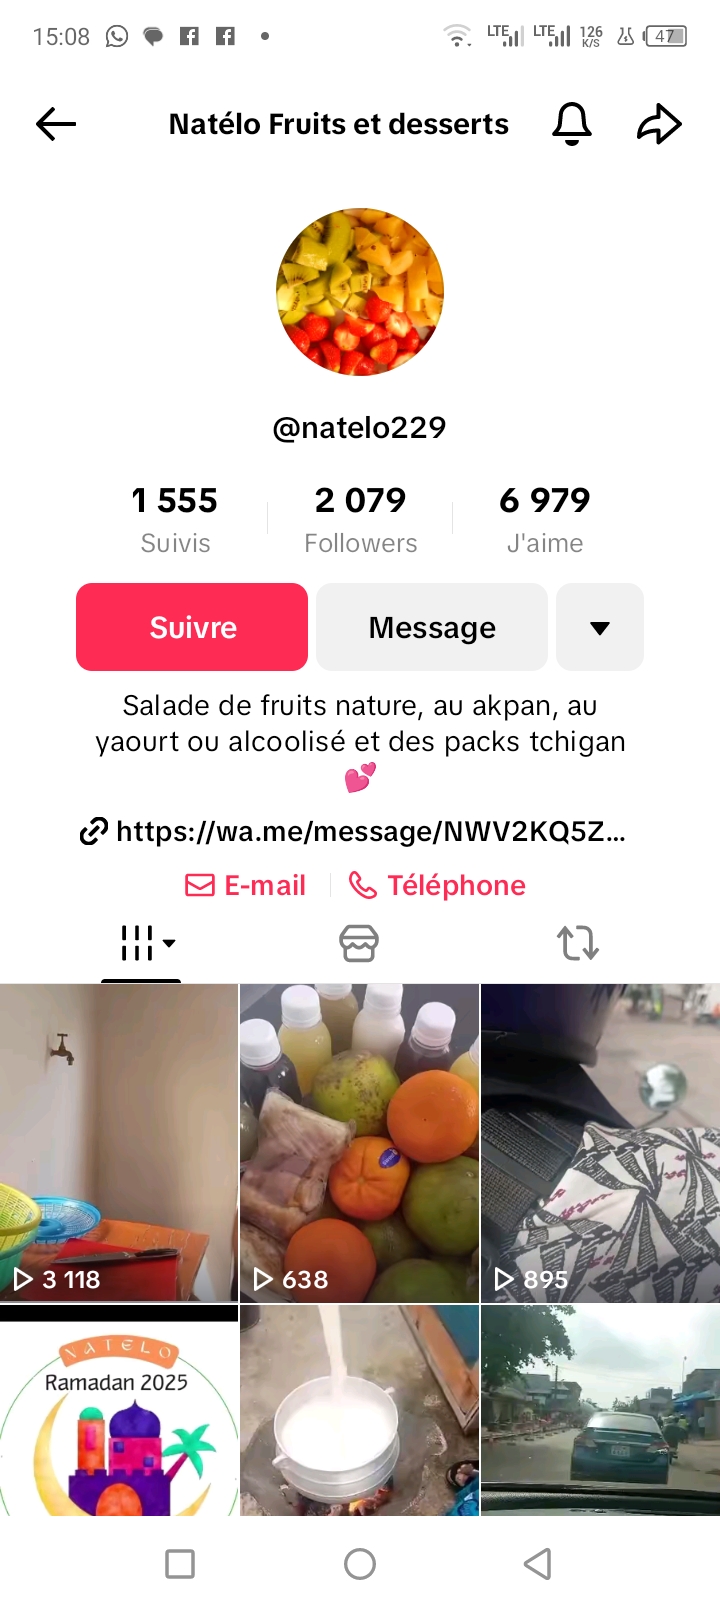 15:08
LTE LTE 126 K/S 47
Natélo Fruits et desserts
@natelo229
1 555 2 079 6 979
Suivis Followers J'aime
Suivre Message
Salade de fruits nature, au akpan, au
yaourt ou alcoolisé et des packs tchigan
💕
https://wa.me/message/NWV2KQ5Z...
E-mail Téléphone
3 118 638 895
NATELO
Ramadan 2025